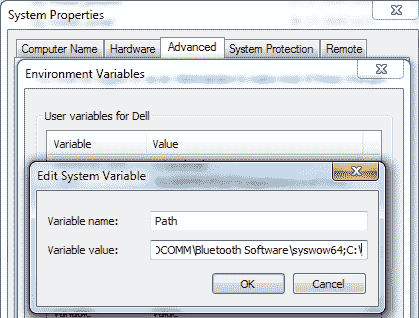 System Properties
Computer Name Hardware Advanced System Protection Remote
Environment Variables
User variables for Dell
Variable Value
Edit System Variable
Variable name: Path
Variable value: OCOMM\Bluetooth Software\syswow64;C:\
OK Cancel
Variable Value